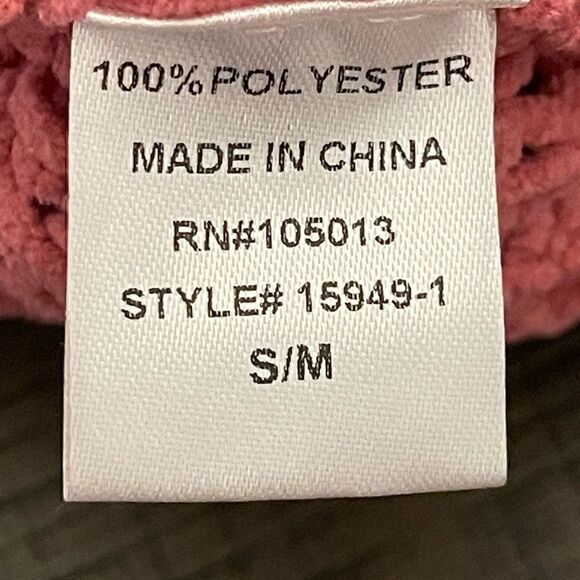 100% POLYESTER
MADE IN CHINA
RN#105013
STYLE# 15949-1
S/M